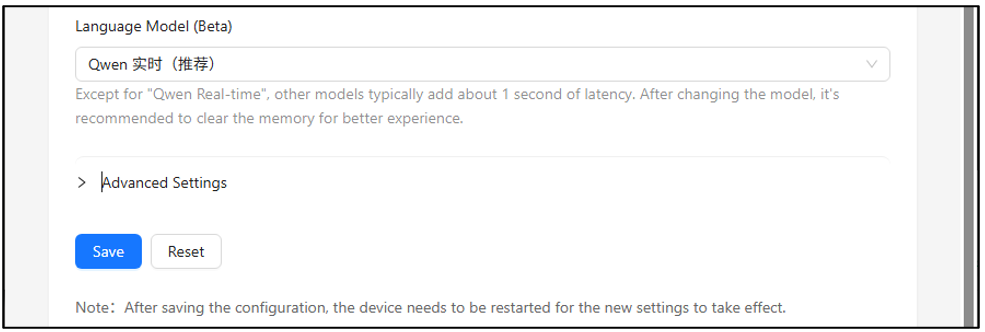 Language Model (Beta)
Qwen 实时（推荐）
Except for "Qwen Real-time", other models typically add about 1 second of latency. After changing the model, it's
recommended to clear the memory for better experience.
Advanced Settings
Save Reset
Note： After saving the configuration, the device needs to be restarted for the new settings to take effect.